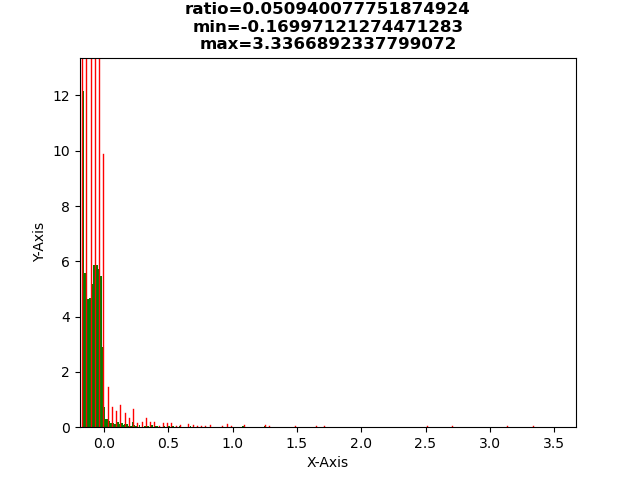 ratio=0.050940077751874924
min=-0.16997121274471283
max=3.3366892337799072
12
10
8
6
4
2
0
Y-Axis
0.0 0.5 1.0 1.5 2.0 2.5 3.0 3.5
X-Axis